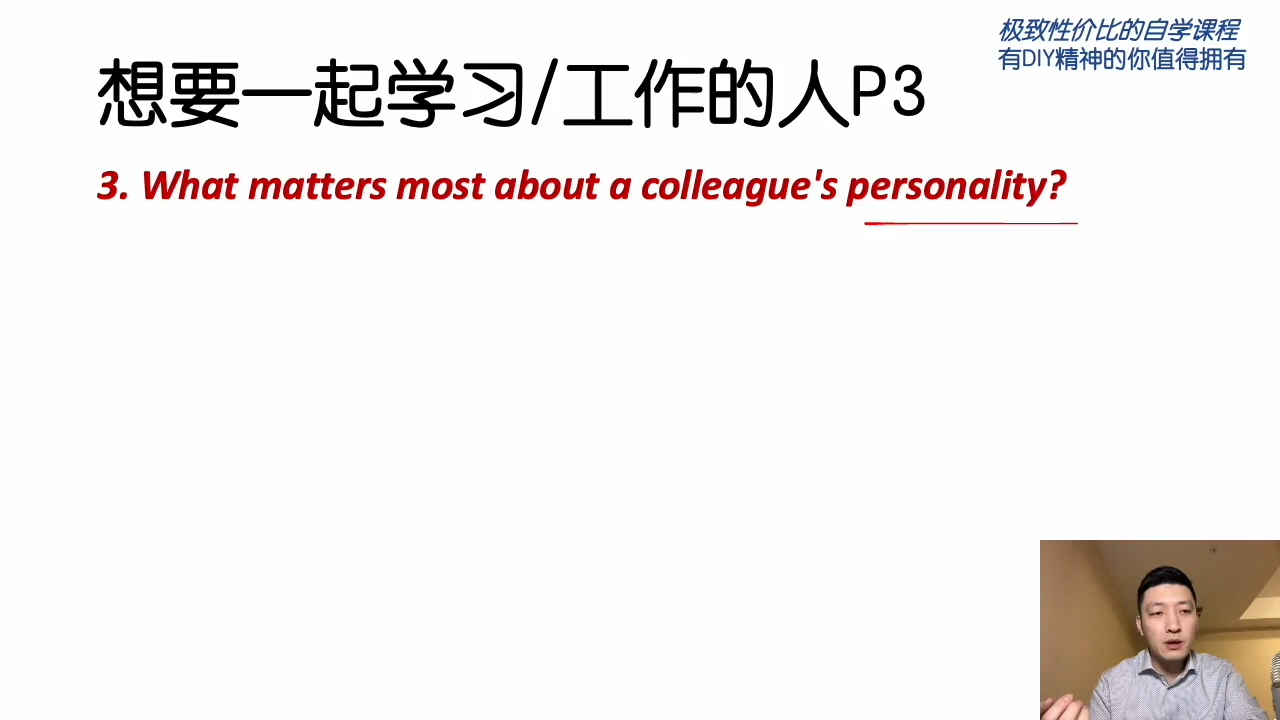 极致性价比的自学课程
有DIY精神的你值得拥有
想要一起学习/工作的人P3
3. What matters most about a colleague's personality?